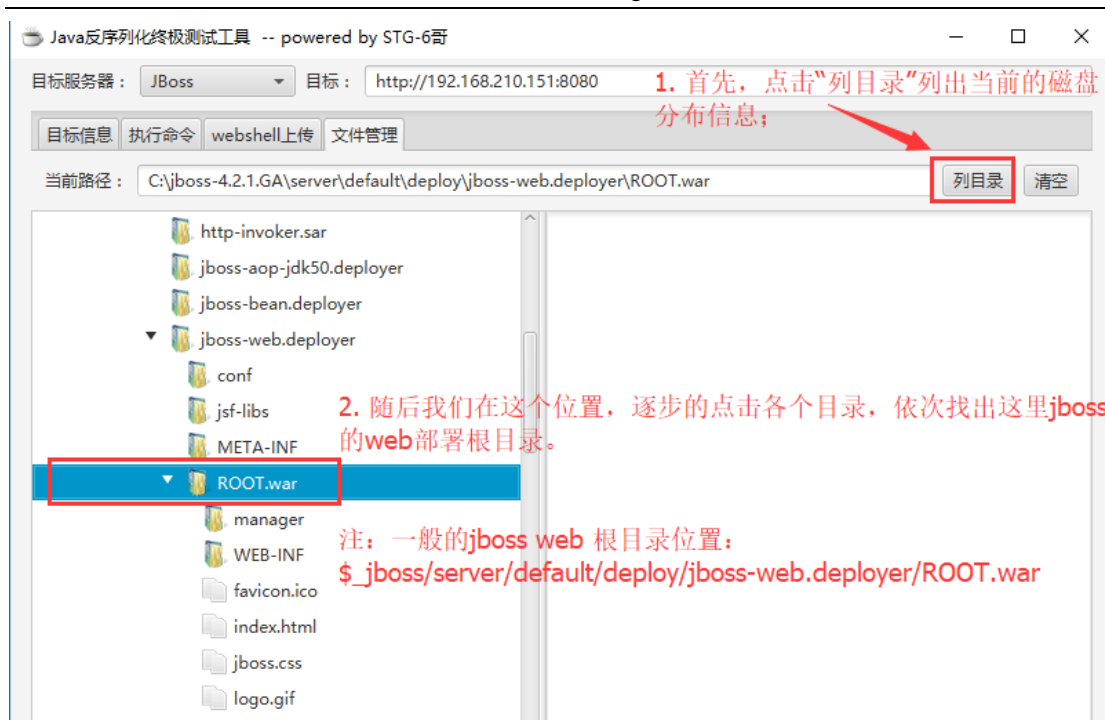 Java反序列化终极测试工具 -- powered by STG-6哥
目标服务器： JBoss 目标： http://192.168.210.151:8080
1. 首先，点击“列目录”列出当前的磁盘
分布信息；
目标信息 执行命令 webshell上传 文件管理
当前路径： C:\jboss-4.2.1.GA\server\default\deploy\jboss-web.deployer\ROOT.war 列目录 清空
http-invoker.sar
jboss-aop-jdk50.deployer
jboss-bean.deployer
jboss-web.deployer
conf
jsf-libs
2. 随后我们在这个位置，逐步的点击各个目录，依次找出这里jboss
的web部署根目录。
META-INF
ROOT.war
manager
注：一般的jboss web 根目录位置：
WEB-INF
$_jboss/server/default/deploy/jboss-web.deployer/ROOT.war
favicon.ico
index.html
jboss.css
logo.gif